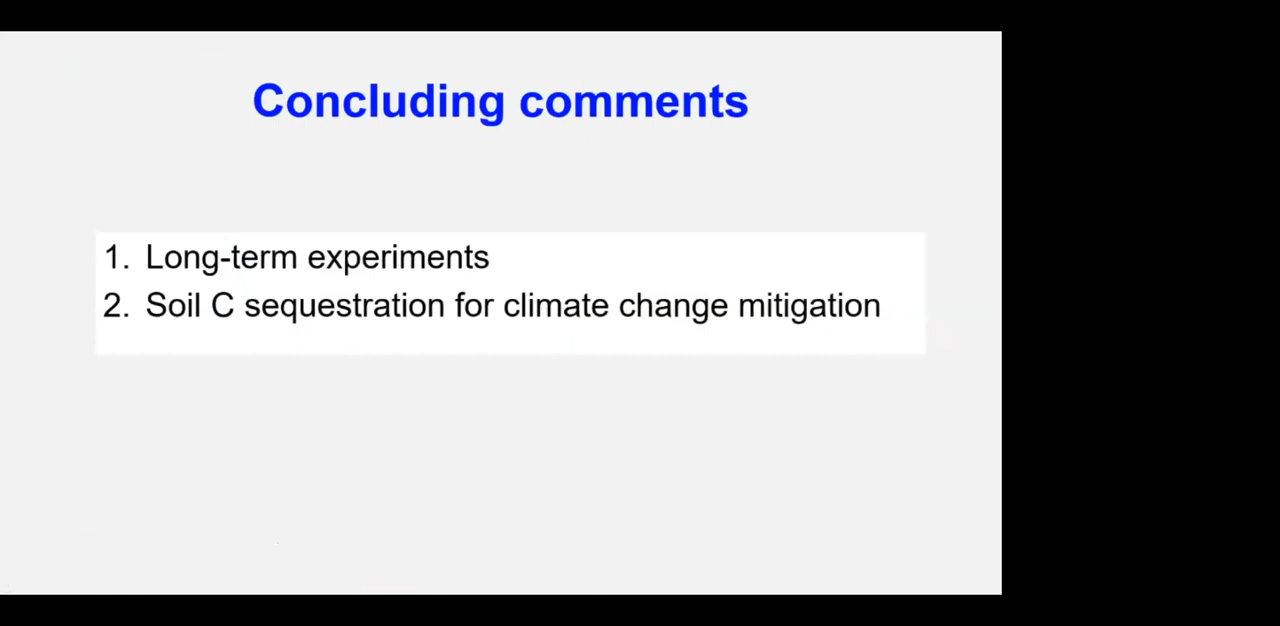 Concluding comments
1. Long-term experiments
2. Soil C sequestration for climate change mitigation